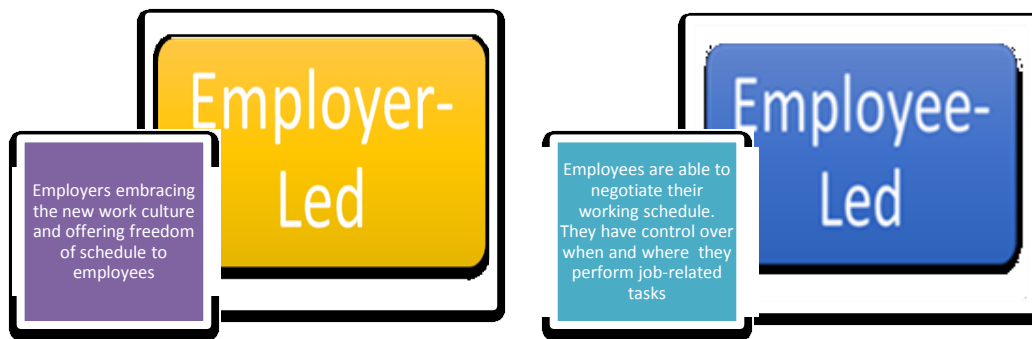 Employer-
Led
Employers embracing
the new work culture
and offering freedom
of schedule to
employees
Employee-
Led
Employees are able to
negotiate their
working schedule.
They have control over
when and where  they
perform job-related
tasks